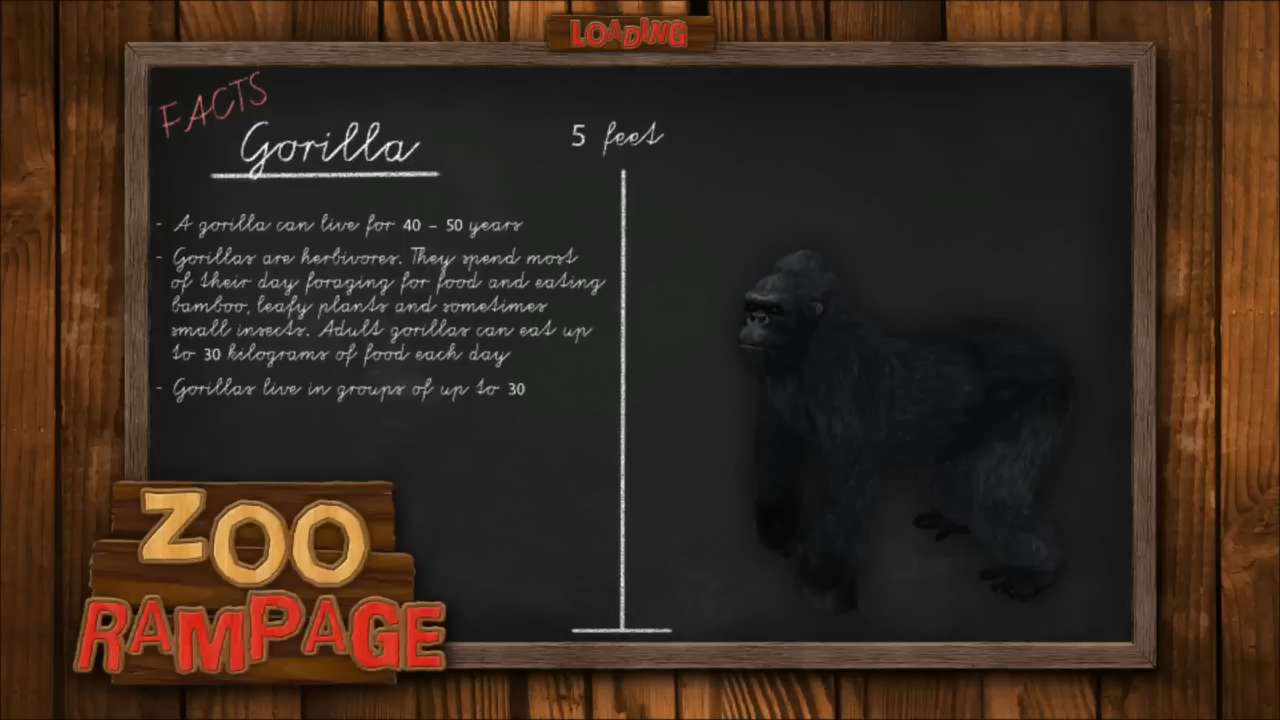 LOADING
FACTS
Gorilla
5 feet
- A gorilla can live for 40 - 50 years
- Gorillas are herbivores. They spend most
of their day foraging for food and eating
bamboo, leafy plants and sometimes
small insects. Adult gorillas can eat up
to 30 kilograms of food each day
- Gorillas live in groups of up to 30
ZOO
RAMPAGE